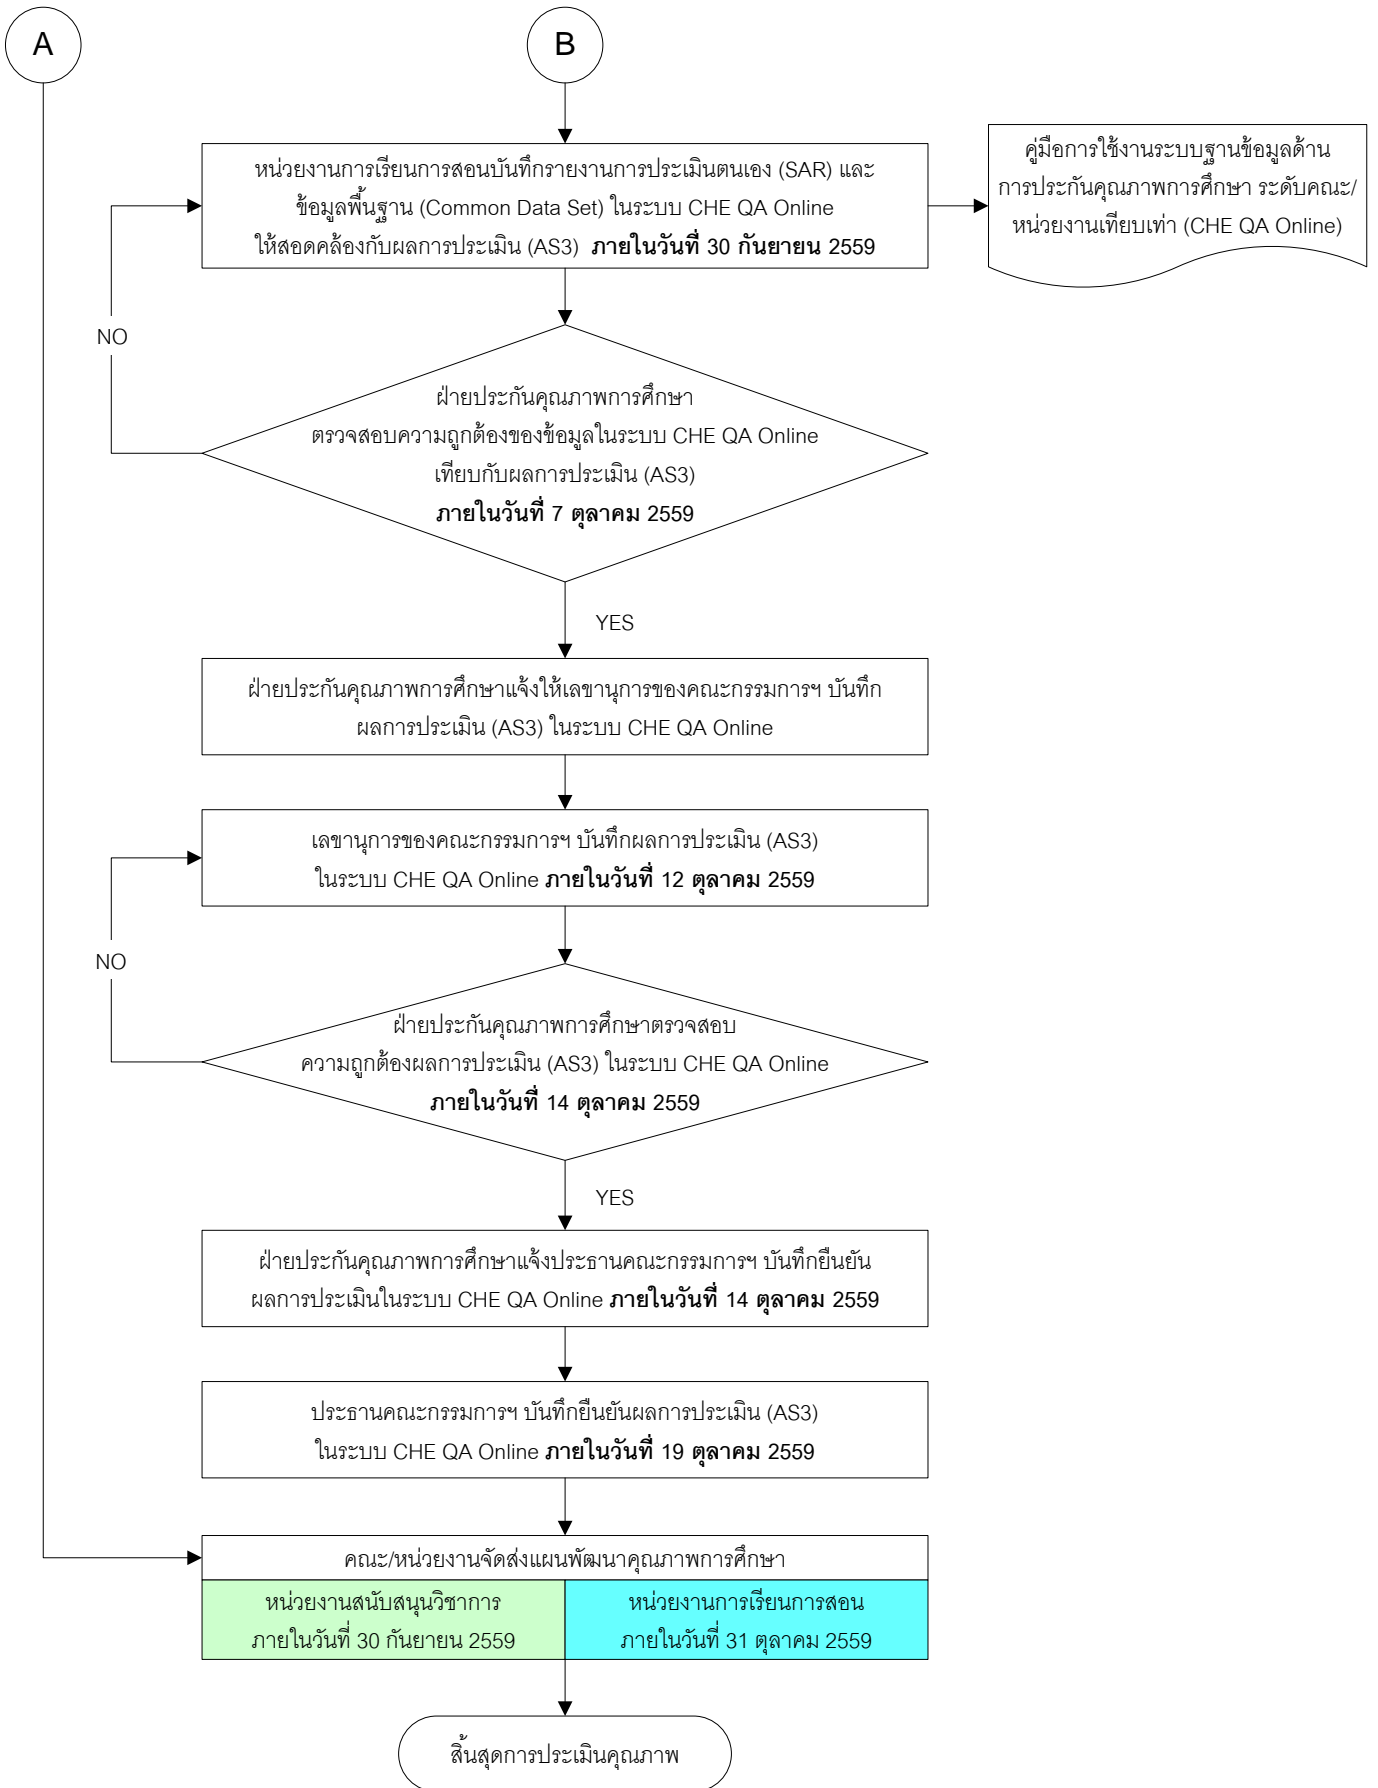 A
B
หน่วยงานการเรียนการสอนบันทึกรายงานการประเมินตนเอง (SAR) และ
ข้อมูลพื้นฐาน (Common Data Set) ในระบบ CHE QA Online
ให้สอดคล้องกับผลการประเมิน (AS3) ภายในวันที่ 30 กันยายน 2559
คู่มือการใช้งานระบบฐานข้อมูลด้าน
การประกันคุณภาพการศึกษา ระดับคณะ/
หน่วยงานเทียบเท่า (CHE QA Online)
NO
ฝ่ายประกันคุณภาพการศึกษา
ตรวจสอบความถูกต้องของข้อมูลในระบบ CHE QA Online
เทียบกับผลการประเมิน (AS3)
ภายในวันที่ 7 ตุลาคม 2559
YES
ฝ่ายประกันคุณภาพการศึกษาแจ้งให้เลขานุการของคณะกรรมการฯ บันทึก
ผลการประเมิน (AS3) ในระบบ CHE QA Online
เลขานุการของคณะกรรมการฯ บันทึกผลการประเมิน (AS3)
ในระบบ CHE QA Online ภายในวันที่ 12 ตุลาคม 2559
NO
ฝ่ายประกันคุณภาพการศึกษาตรวจสอบ
ความถูกต้องผลการประเมิน (AS3) ในระบบ CHE QA Online
ภายในวันที่ 14 ตุลาคม 2559
YES
ฝ่ายประกันคุณภาพการศึกษาแจ้งประธานคณะกรรมการฯ บันทึกยืนยัน
ผลการประเมินในระบบ CHE QA Online ภายในวันที่ 14 ตุลาคม 2559
ประธานคณะกรรมการฯ บันทึกยืนยันผลการประเมิน (AS3)
ในระบบ CHE QA Online ภายในวันที่ 19 ตุลาคม 2559
คณะ/หน่วยงานจัดส่งแผนพัฒนาคุณภาพการศึกษา
หน่วยงานสนับสนุนวิชาการ
ภายในวันที่ 30 กันยายน 2559
หน่วยงานการเรียนการสอน
ภายในวันที่ 31 ตุลาคม 2559
สิ้นสุดการประเมินคุณภาพ